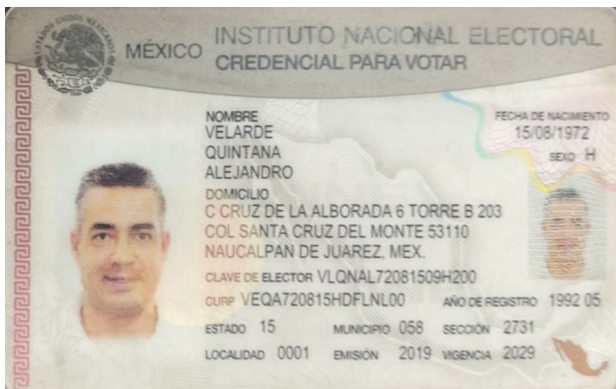 ESTADOS UNIDOS MEXICANOS
MÉXICO
INSTITUTO NACIONAL ELECTORAL
CREDENCIAL PARA VOTAR
NOMBRE
VELARDE
QUINTANA
ALEJANDRO
FECHA DE NACIMIENTO
15/08/1972
SEXO H
DOMICILIO
C CRUZ DE LA ALBORADA 6 TORRE B 203
COL SANTA CRUZ DEL MONTE 53110
NAUCALPAN DE JUAREZ, MEX.
CLAVE DE ELECTOR VLQNAL72081509H200
CURP VEQA720815HDFLNL00 AÑO DE REGISTRO 1992 05
ESTADO 15 MUNICIPIO 058 SECCIÓN 2731
LOCALIDAD 0001 EMISIÓN 2019 VIGENCIA 2029